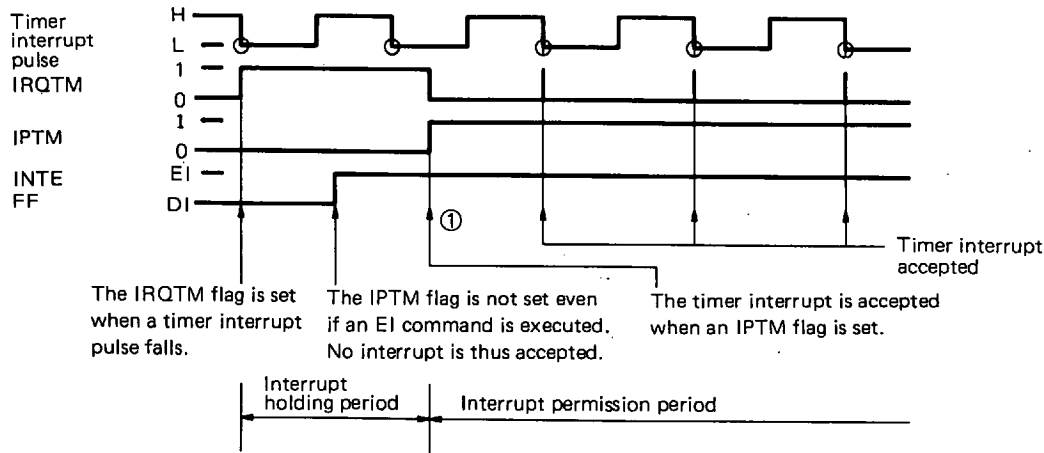 Timer
interrupt
pulse
H
L
IRQTM
1
0
IPTM
1
0
INTE
FF
EI
DI
①
Timer interrupt
accepted
The IRQTM flag is set
when a timer interrupt
pulse falls.
The IPTM flag is not set even
if an EI command is executed.
No interrupt is thus accepted.
The timer interrupt is accepted
when an IPTM flag is set.
Interrupt
holding period
Interrupt permission period